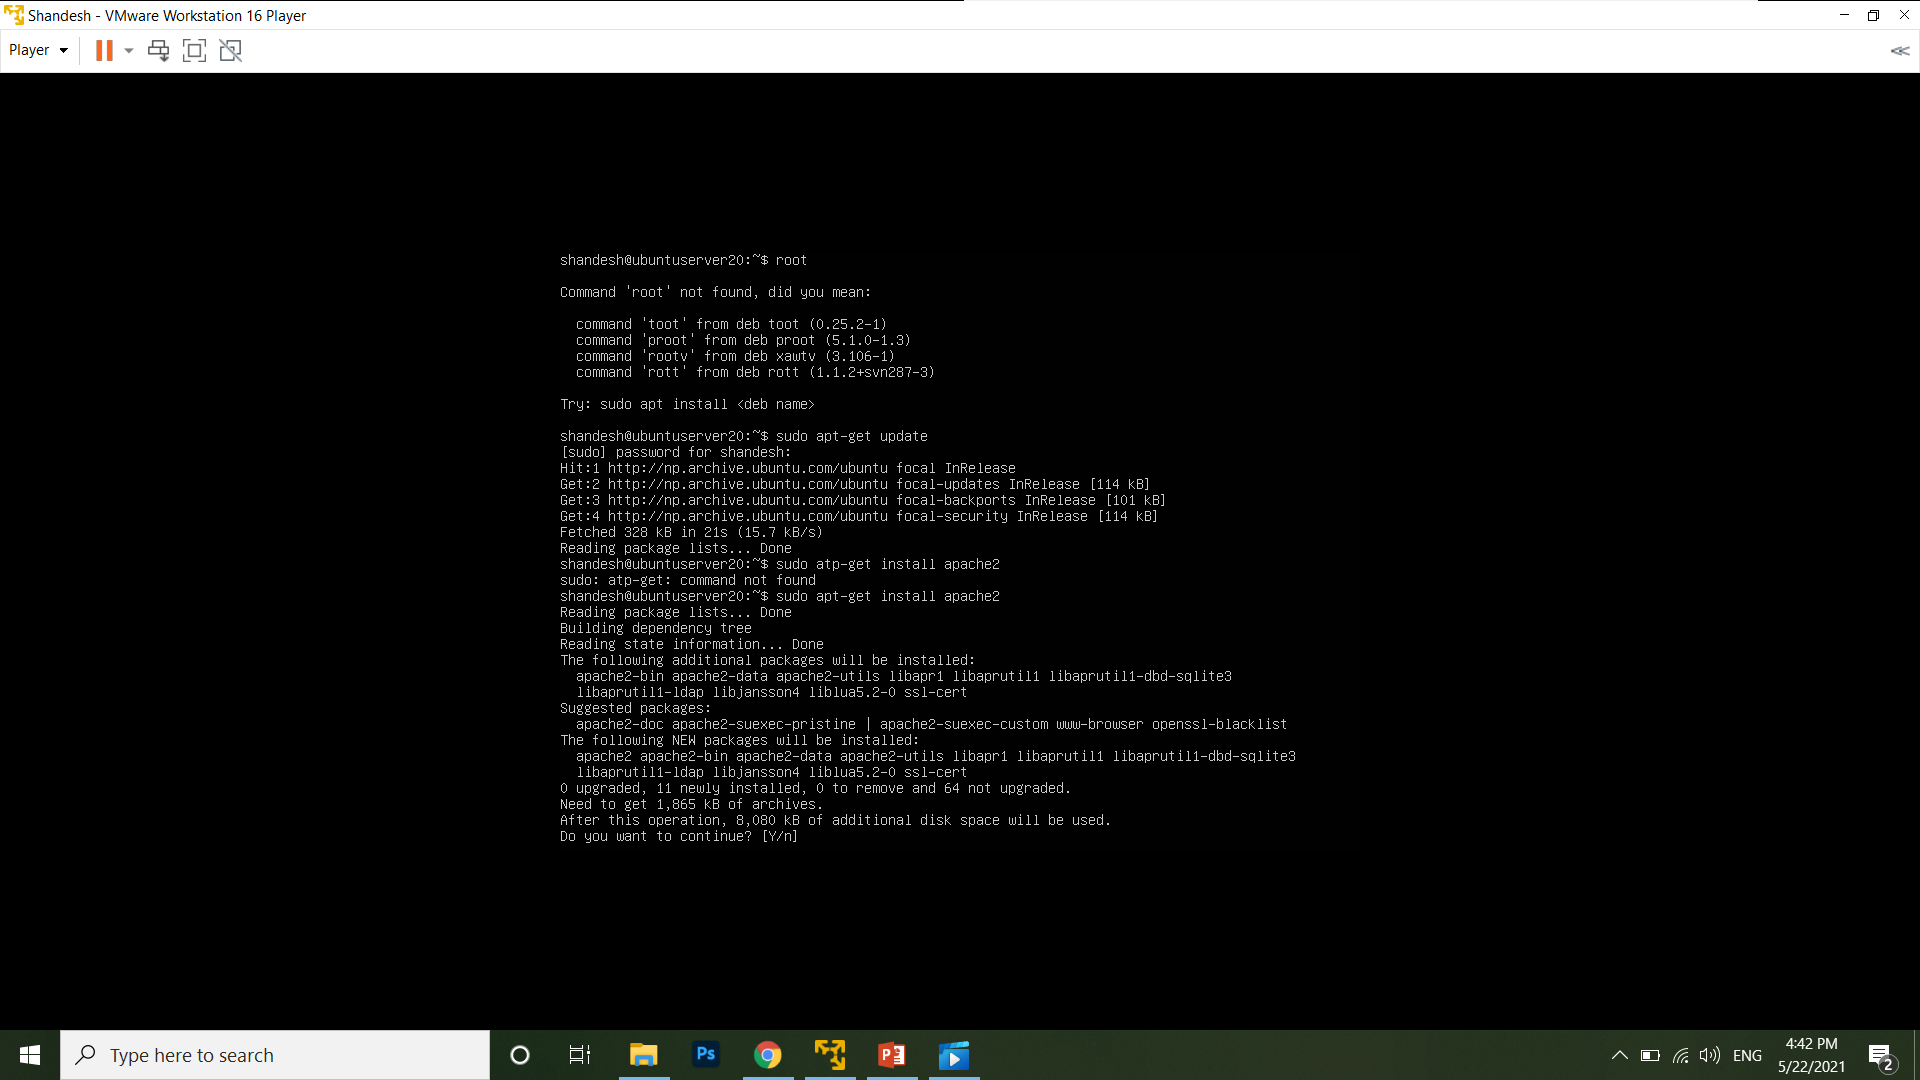 Shandesh - VMware Workstation 16 Player
Player
shandesh@ubuntuserver20:~$ root
Command 'root' not found, did you mean:
command 'toot' from deb toot (0.25.2-1)
command 'proot' from deb proot (5.1.0-1.3)
command 'rootv' from deb xawtv (3.106-1)
command 'rott' from deb rott (1.1.2+svn287-3)
Try: sudo apt install <deb name>
shandesh@ubuntuserver20:~$ sudo apt-get update
[sudo] password for shandesh:
Hit:1 http://np.archive.ubuntu.com/ubuntu focal InRelease
Get:2 http://np.archive.ubuntu.com/ubuntu focal-updates InRelease [114 kB]
Get:3 http://np.archive.ubuntu.com/ubuntu focal-backports InRelease [101 kB]
Get:4 http://np.archive.ubuntu.com/ubuntu focal-security InRelease [114 kB]
Fetched 328 kB in 21s (15.7 kB/s)
Reading package lists... Done
shandesh@ubuntuserver20:~$ sudo atp-get install apache2
sudo: atp-get: command not found
shandesh@ubuntuserver20:~$ sudo apt-get install apache2
Reading package lists... Done
Building dependency tree
Reading state information... Done
The following additional packages will be installed:
apache2-bin apache2-data apache2-utils libapr1 libaprutil1 libaprutil1-dbd-sqlite3
libaprutil1-ldap libjansson4 liblua5.2-0 ssl-cert
Suggested packages:
apache2-doc apache2-suexec-pristine | apache2-suexec-custom www-browser openssl-blacklist
The following NEW packages will be installed:
apache2 apache2-bin apache2-data apache2-utils libapr1 libaprutil1 libaprutil1-dbd-sqlite3
libaprutil1-ldap libjansson4 liblua5.2-0 ssl-cert
0 upgraded, 11 newly installed, 0 to remove and 64 not upgraded.
Need to get 1,865 kB of archives.
After this operation, 8,080 kB of additional disk space will be used.
Do you want to continue? [Y/n]
Type here to search
Ps
ENG
4:42 PM
5/22/2021
2